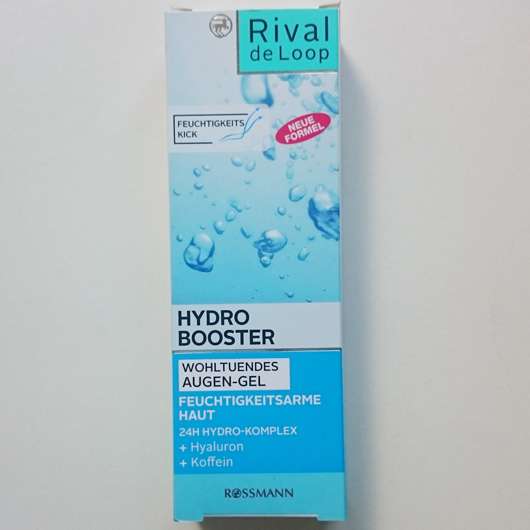 Rival
de Loop
FEUCHTIGKEITS
KICK
NEUE
FORMEL
HYDRO
BOOSTER
WOHLTUENDES
AUGEN-GEL
FEUCHTIGKEITSARME
HAUT
24H HYDRO-KOMPLEX
+ Hyaluron
+ Koffein
ROSSMANN